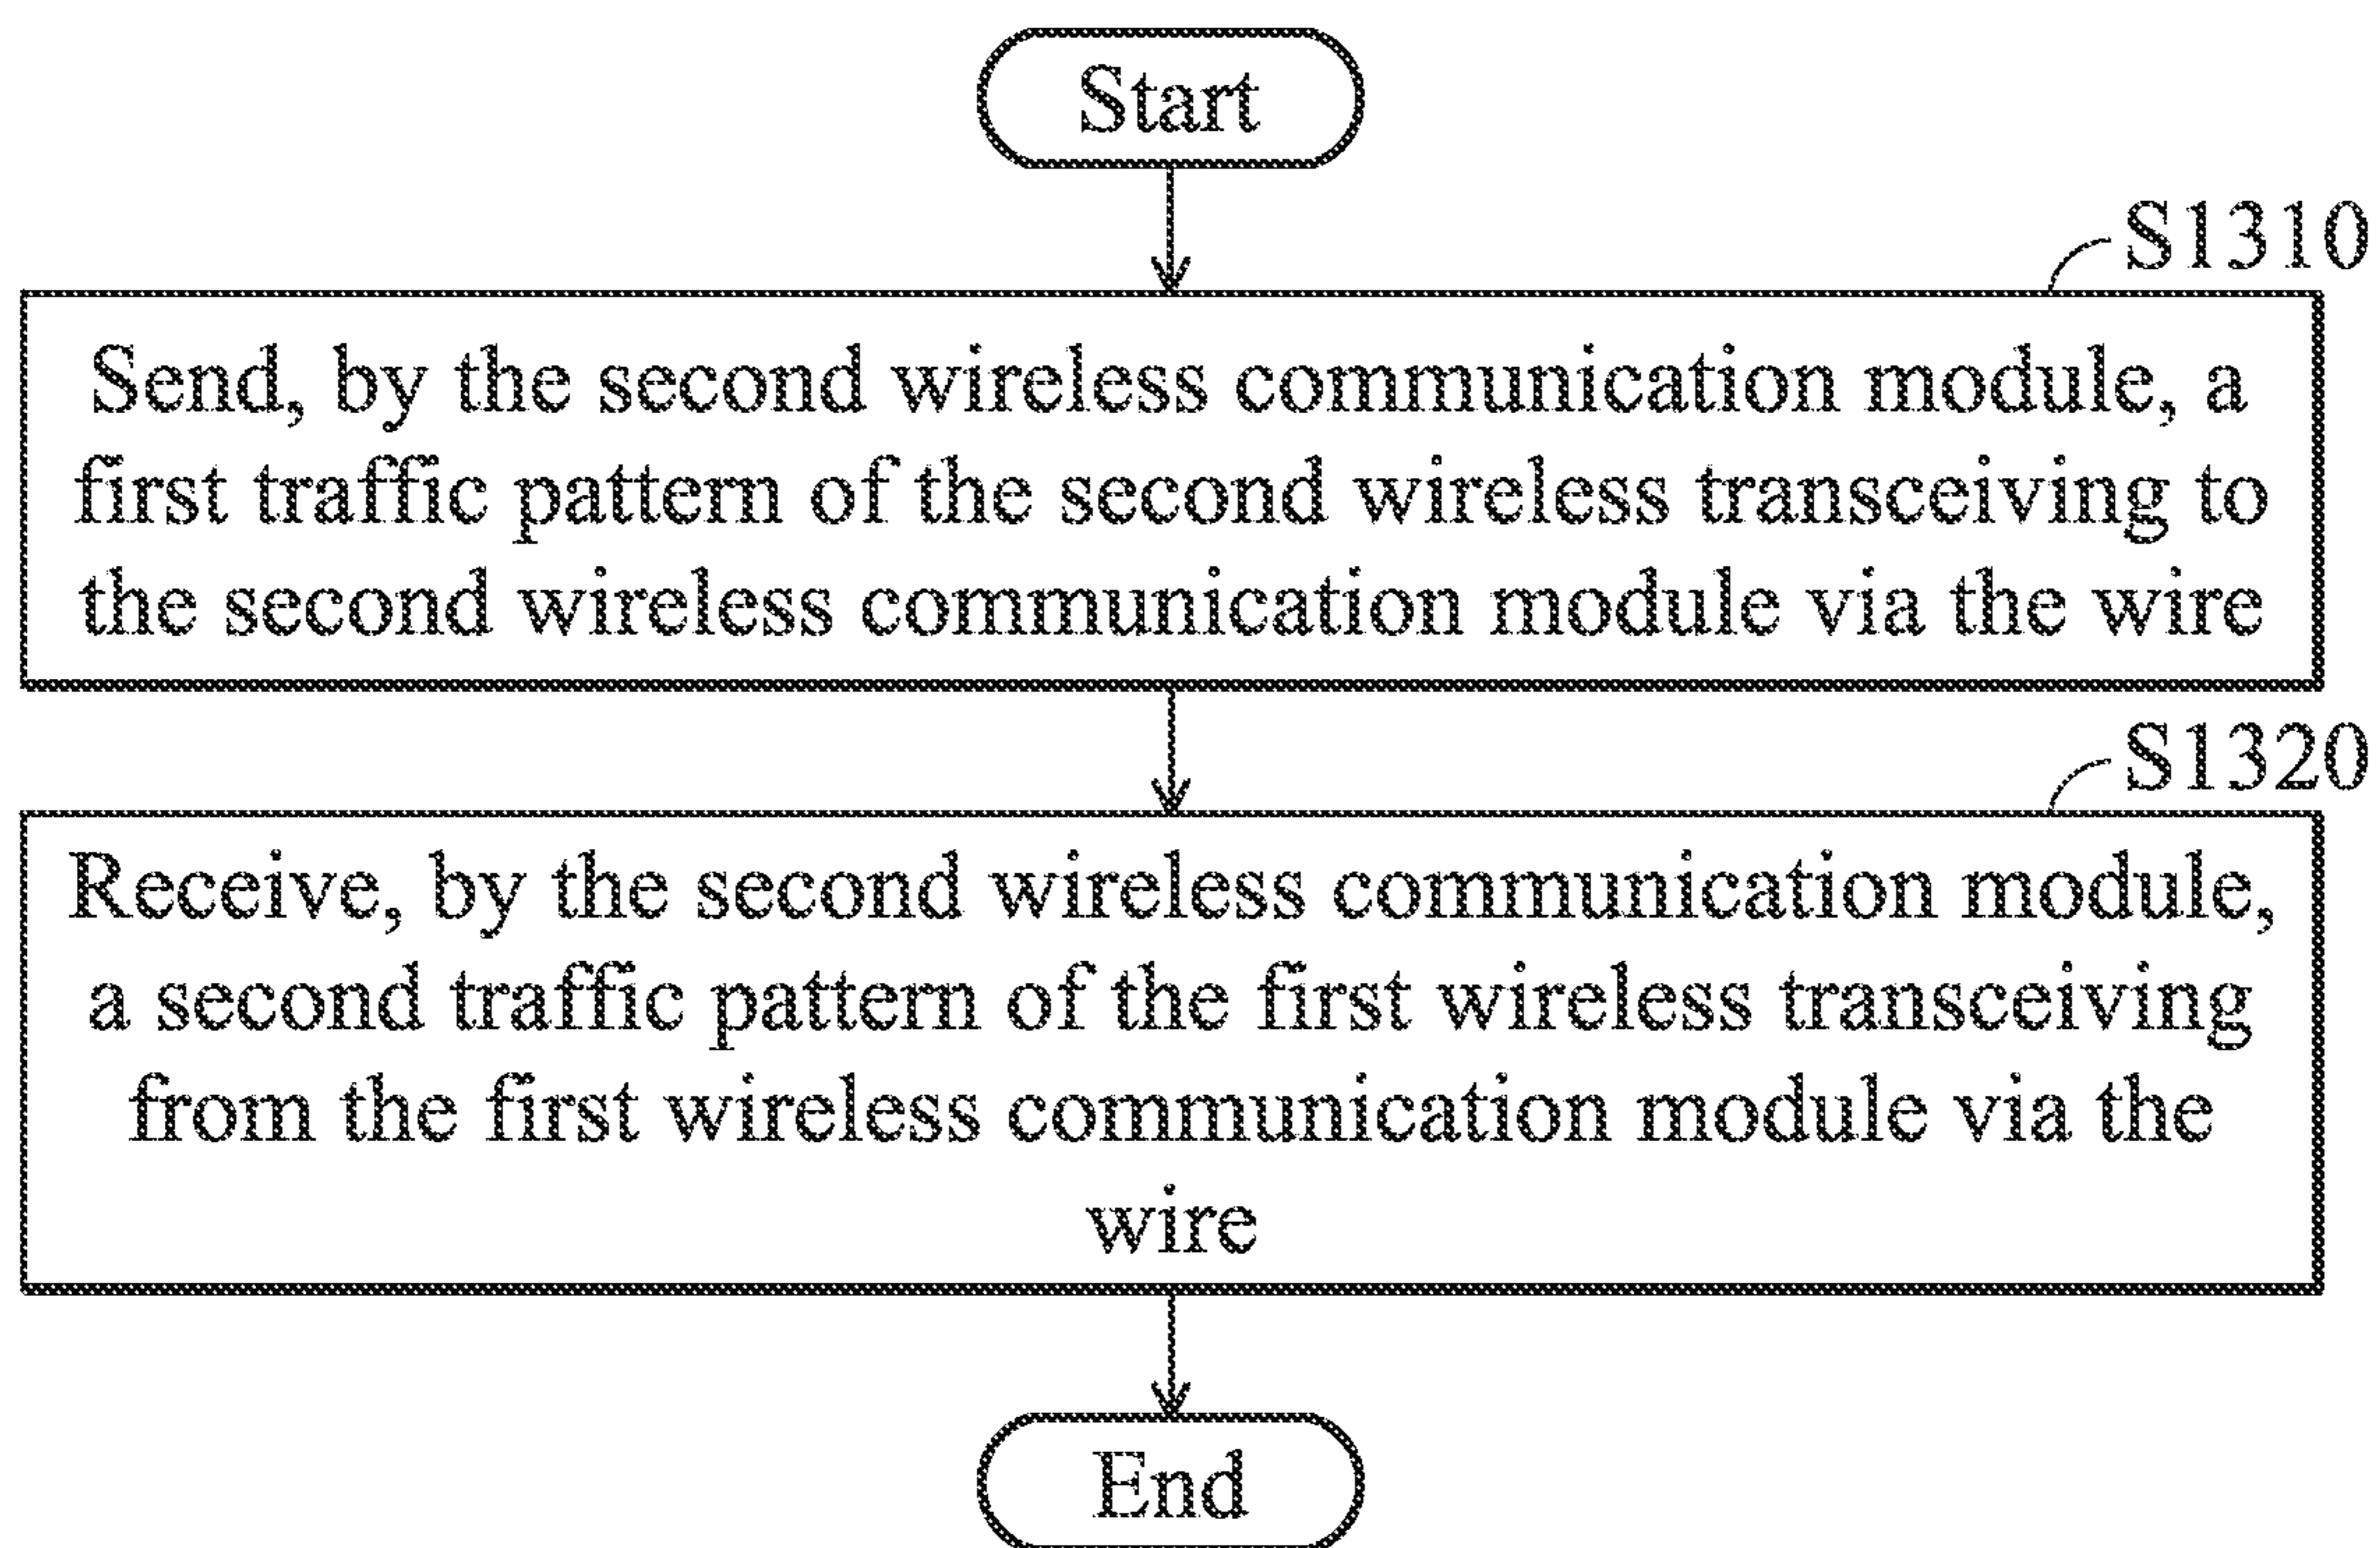 Start
S1310
Send, by the second wireless communication module, a
first traffic pattern of the second wireless transceiving to
the second wireless communication module via the wire
S1320
Receive, by the second wireless communication module,
a second traffic pattern of the first wireless transceiving
from the first wireless communication module via the
wire
End